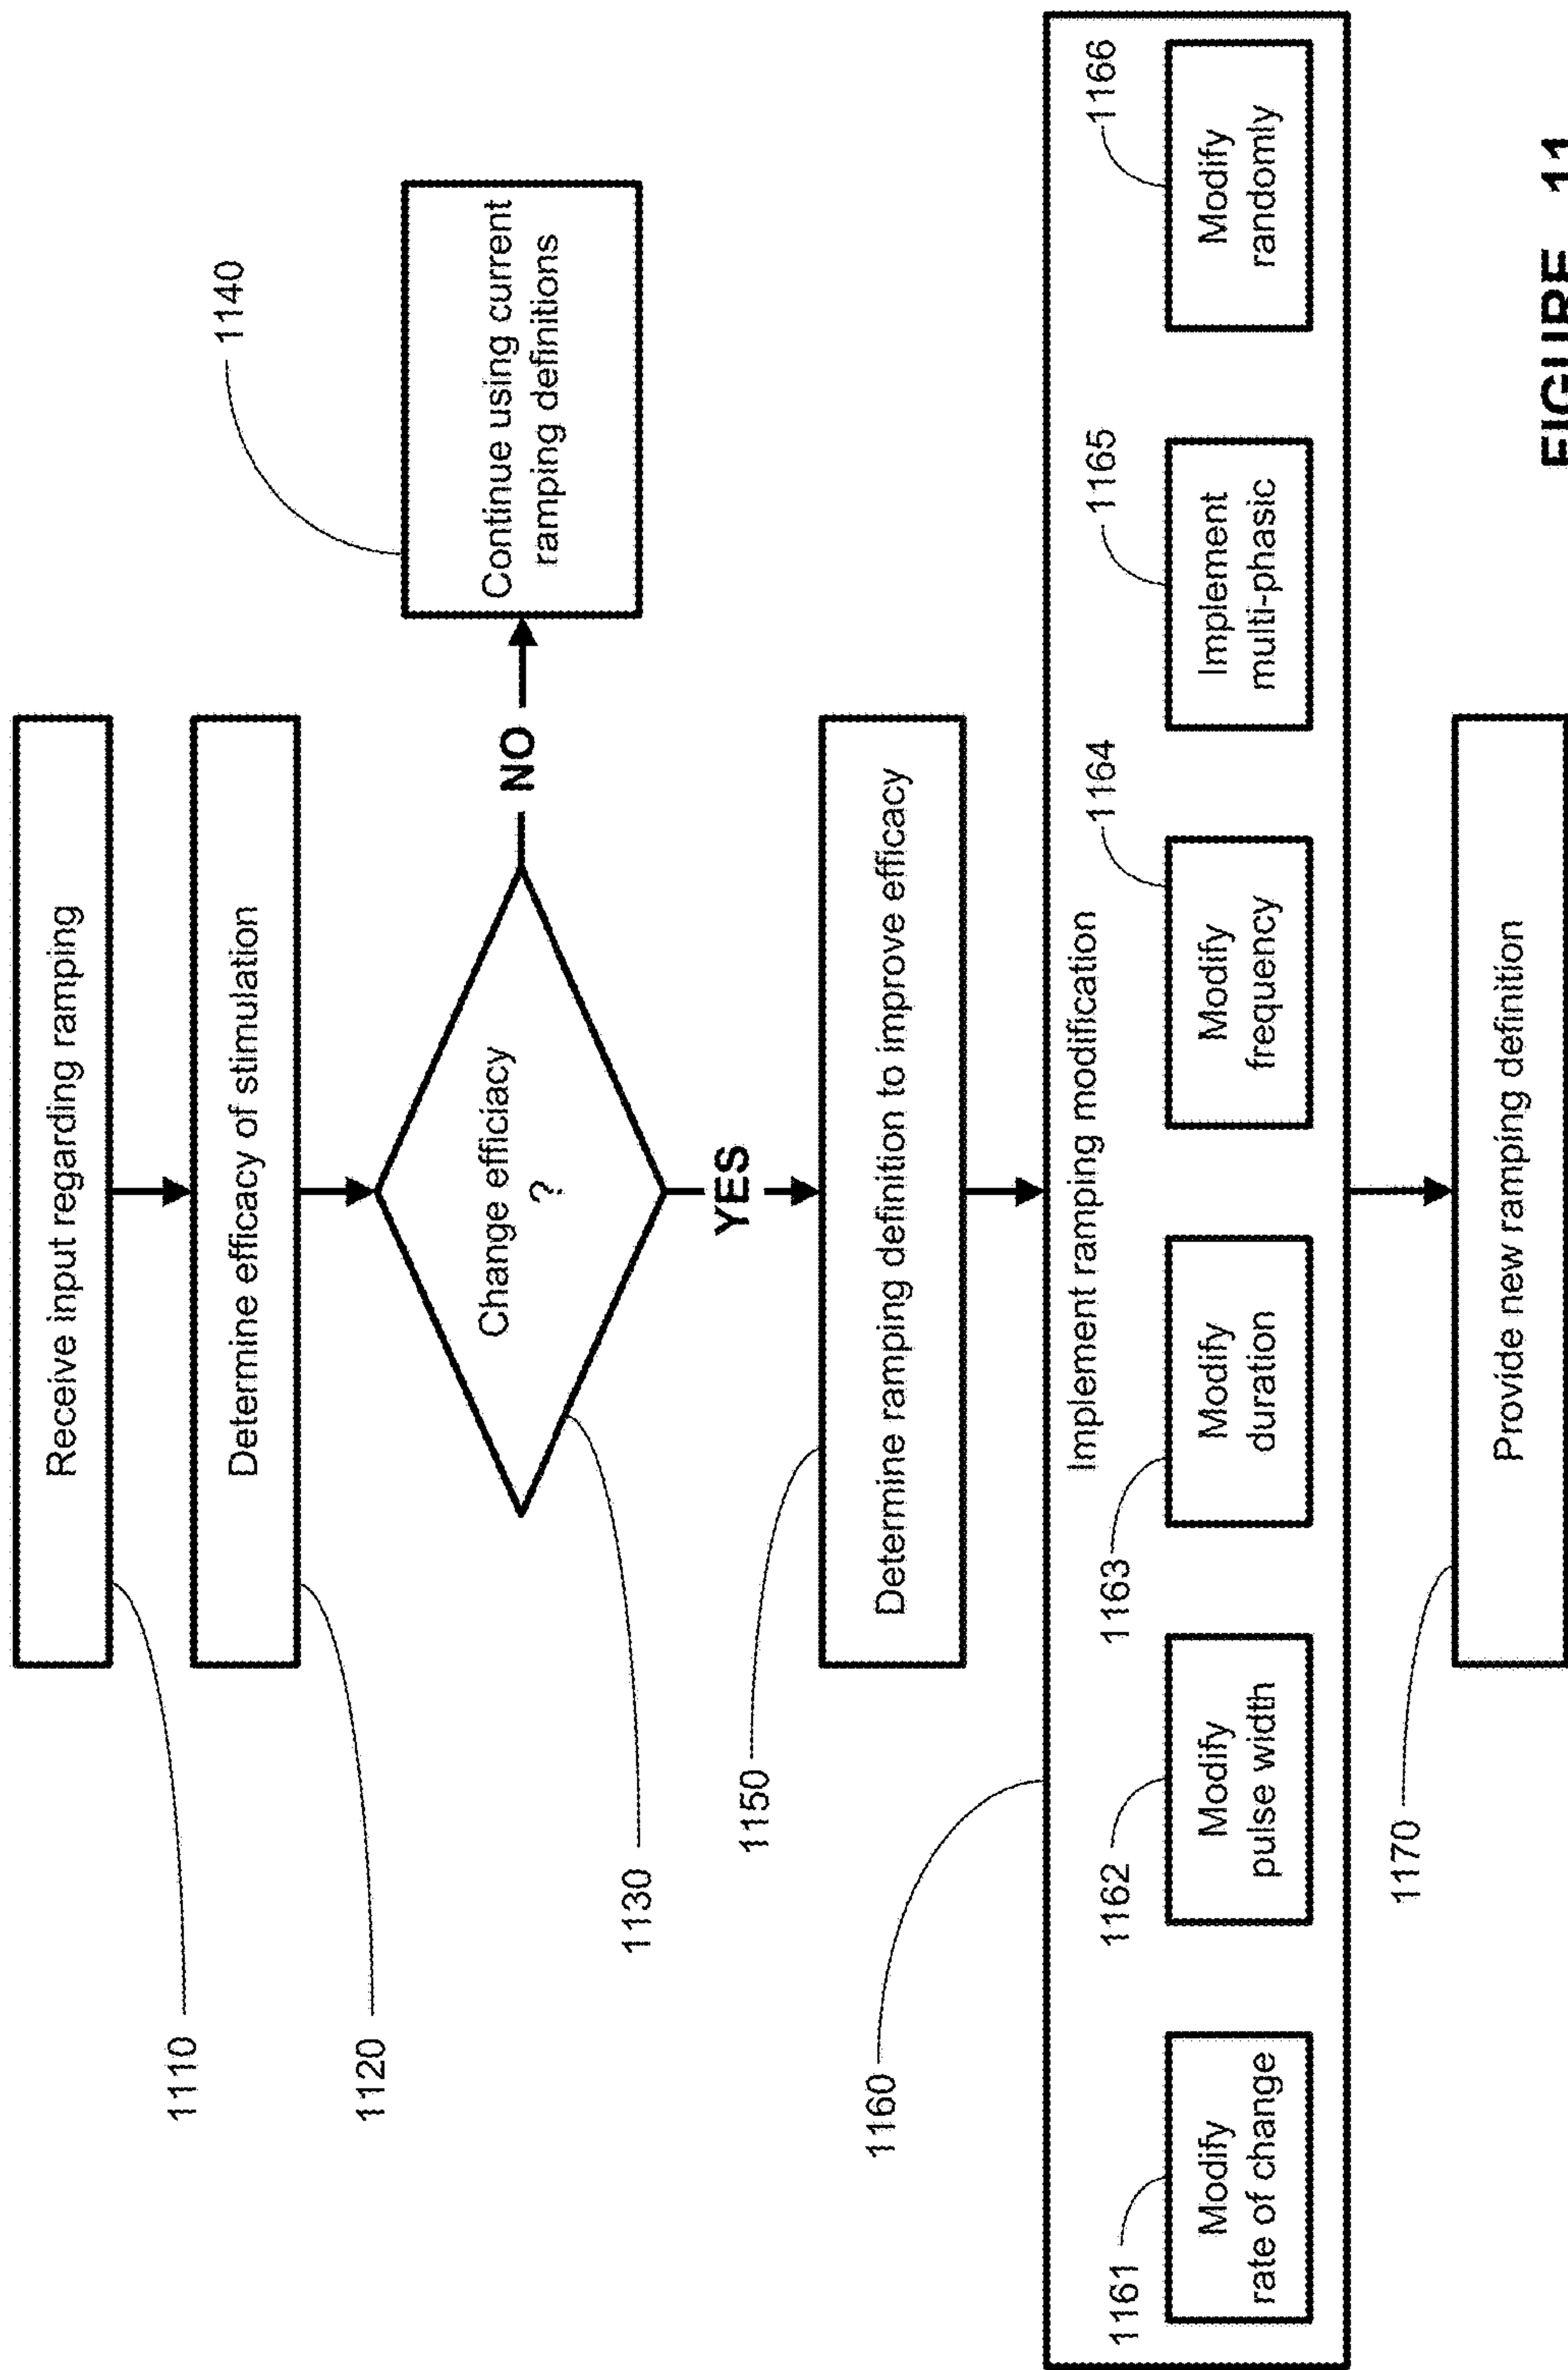 Receive input regarding ramping
1110
Determine efficacy of stimulation
1120
Change efficiacy
?
1130
NO
Continue using current
ramping definitions
1140
YES
Determine ramping definition to improve efficacy
1150
Implement ramping modification
1160
1161
Modify
rate of change
1162
Modify
pulse width
1163
Modify
duration
1164
Modify
frequency
1165
Implement
multi-phasic
1166
Modify
randomly
Provide new ramping definition
1170
FIGURE 11